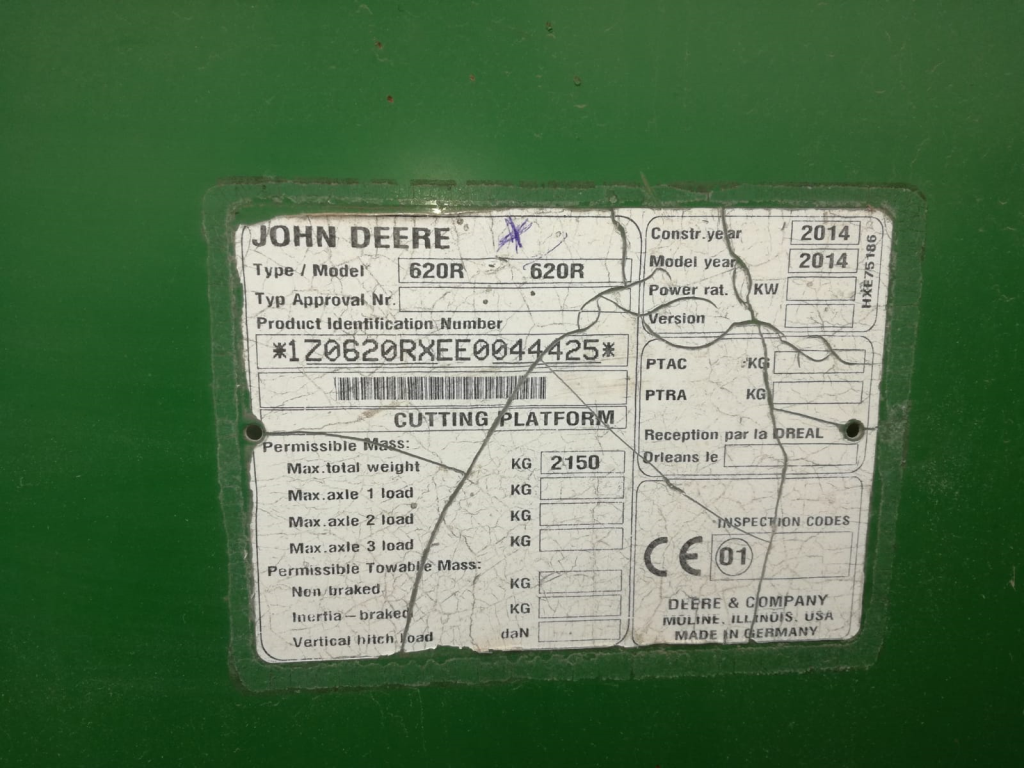 JOHN DEERE
Type / Model 620R - 620R
Typ Approval Nr.
Product Identification Number
*1Z0620RXEE0044425*
CUTTING PLATFORM
Permissible Mass:
Max.total weight KG 2150
Max.axle 1 load KG
Max.axle 2 load KG
Max.axle 3 load KG
Permissible Towable Mass:
Non braked KG
Inertia – braked KG
Vertical hitch load daN
Constr.year 2014
Model year 2014
Power rat. KW
Version
HXE75186
PTAC KG
PTRA KG
Reception par la DREAL
Orleans le
INSPECTION CODES
CE 01
DEERE & COMPANY
MOLINE, ILLINOIS. USA
MADE IN GERMANY